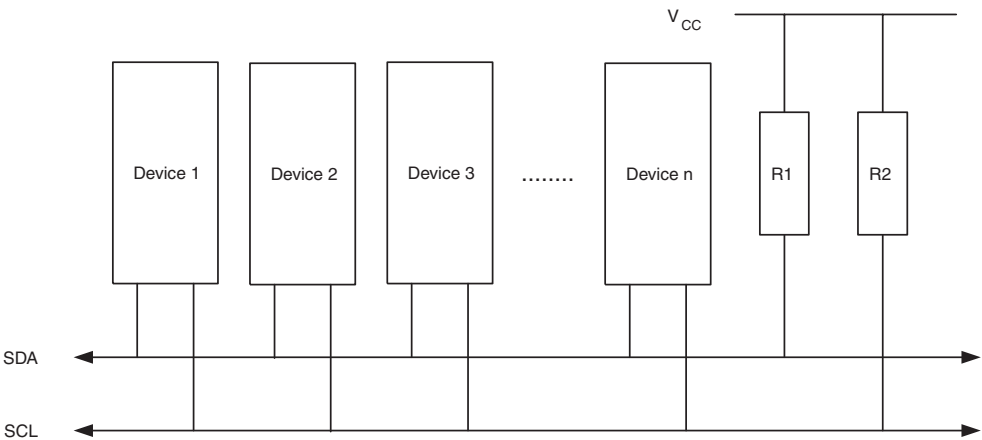 VCC
Device 1
Device 2
Device 3
........
Device n
R1
R2
SDA
SCL